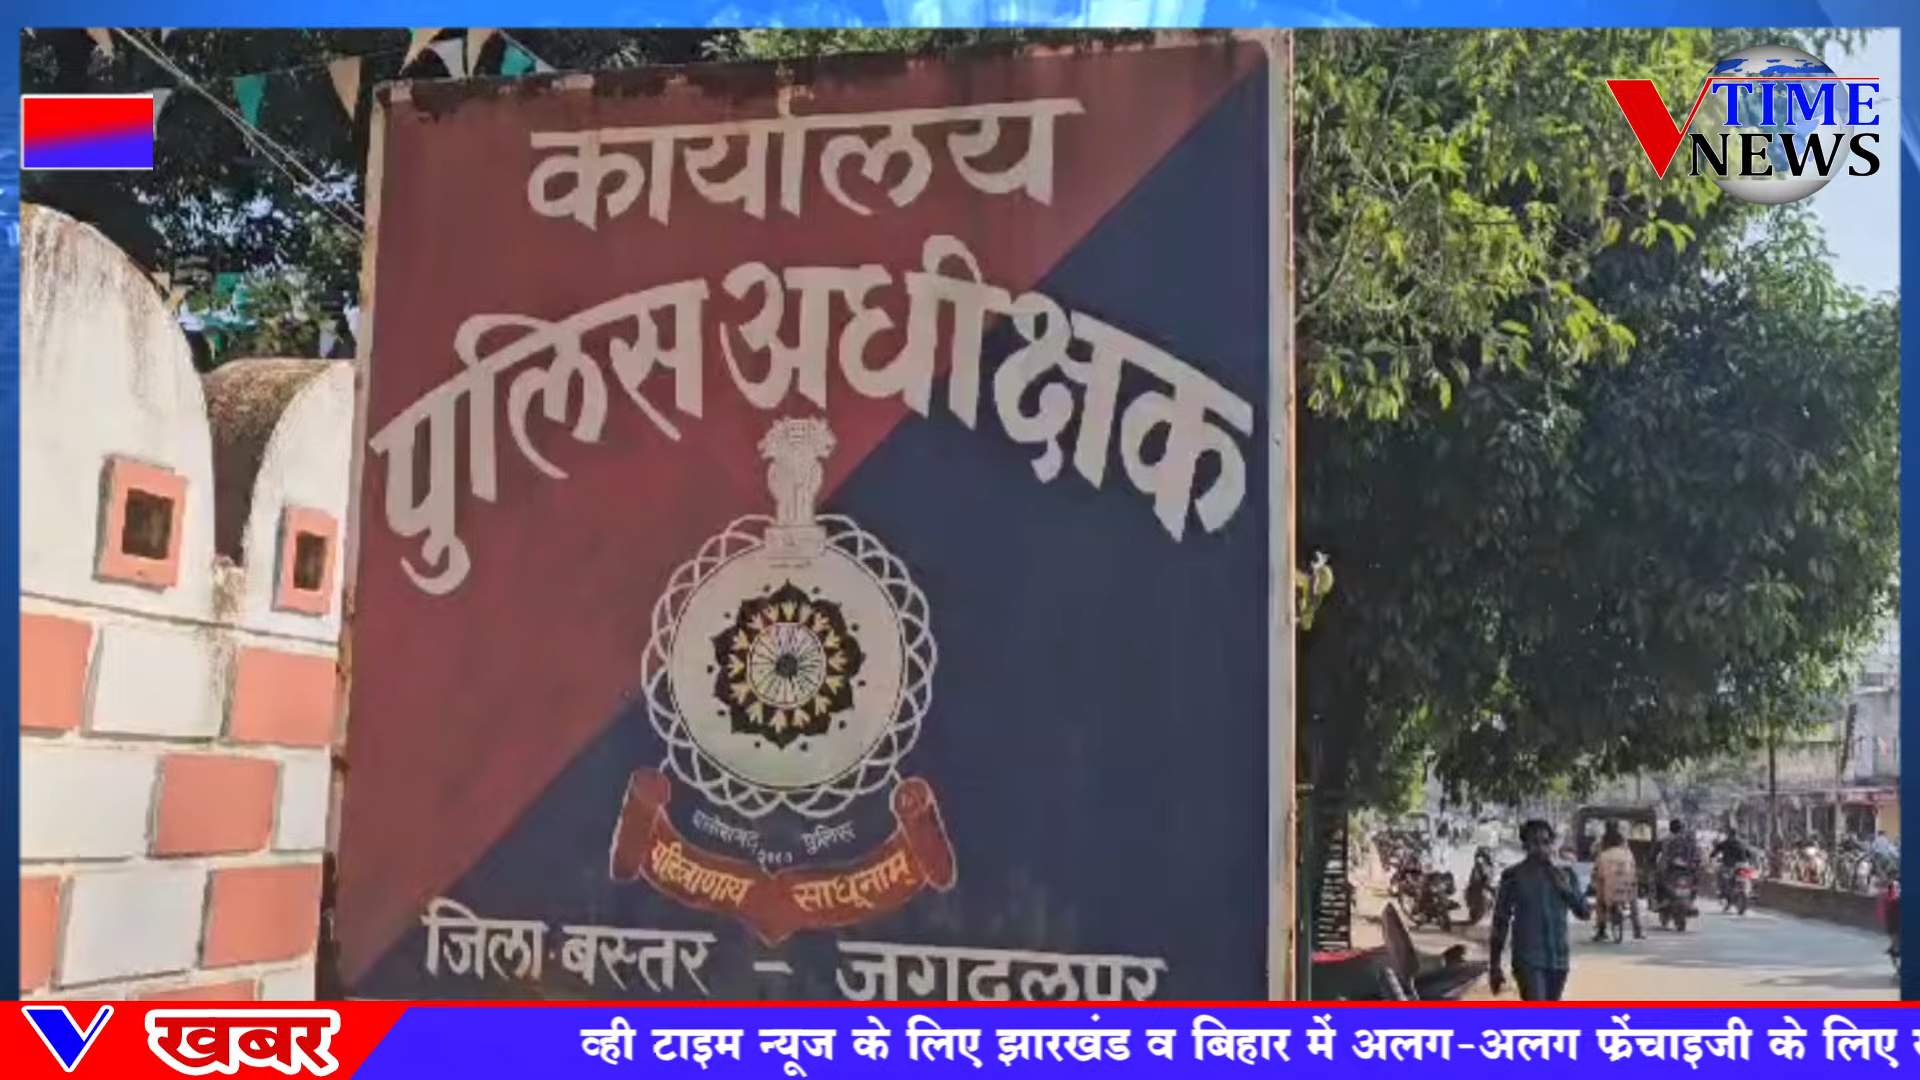 कार्यालय
पुलिस अधीक्षक
छत्तीसगढ़ पुलिस
परित्राणाय साधूनाम्
जिला बस्तर - जगदलपुर
V TIME
NEWS
V खबर
व्ही टाइम न्यूज के लिए झारखंड व बिहार में अलग-अलग फ्रेंचाइजी के लिए